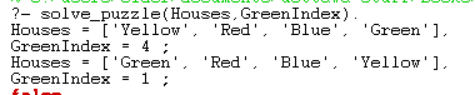 ?- solve_puzzle(Houses,GreenIndex).
Houses = ['Yellow', 'Red', 'Blue', 'Green'],
GreenIndex = 4 ;
Houses = ['Green', 'Red', 'Blue', 'Yellow'],
GreenIndex = 1 ;
false